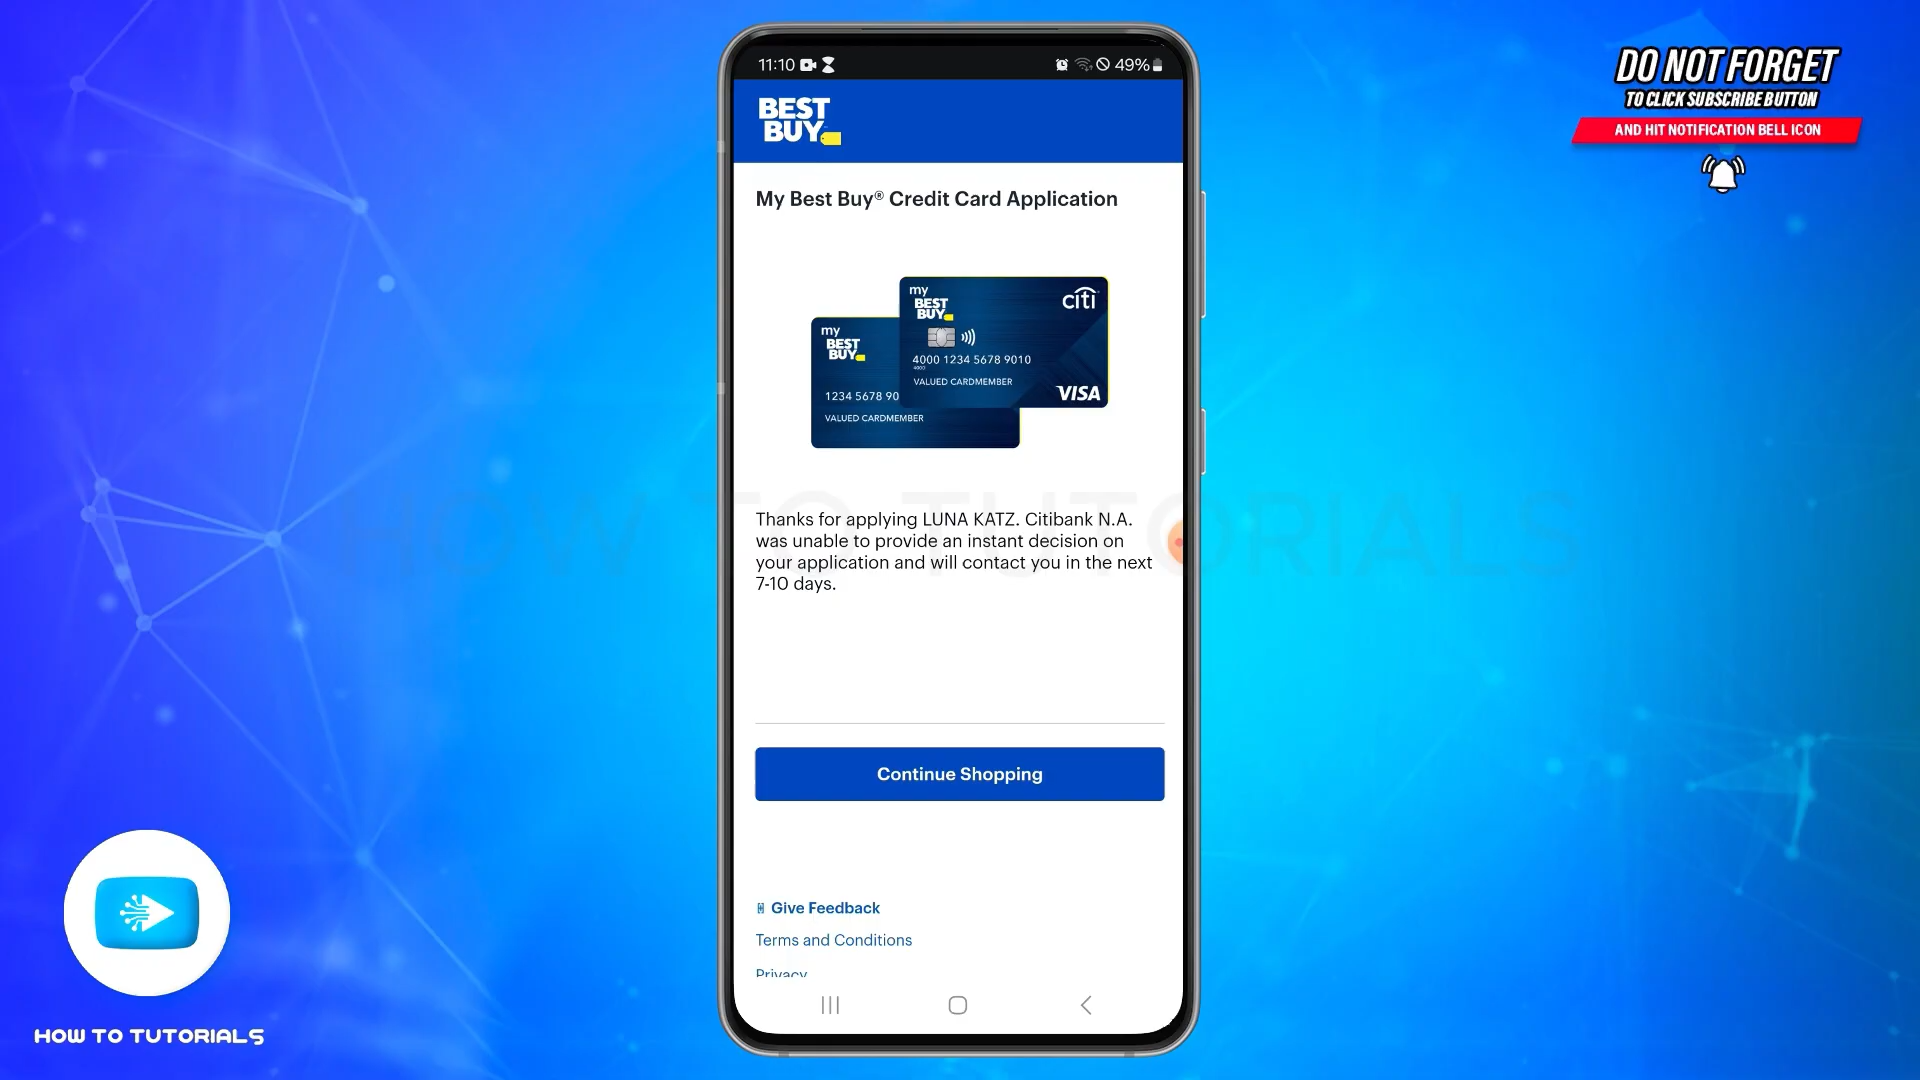 11:10
49%
BEST
BUY
My Best Buy® Credit Card Application
my
BEST
BUY
citi
4000 1234 5678 9010
4000
VALUED CARDMEMBER
VISA
my
BEST
BUY
1234 5678 90
VALUED CARDMEMBER
Thanks for applying LUNA KATZ. Citibank N.A.
was unable to provide an instant decision on
your application and will contact you in the next
7-10 days.
Continue Shopping
Give Feedback
Terms and Conditions
Privacy
HOW TO TUTORIALS
DO NOT FORGET
TO CLICK SUBSCRIBE BUTTON
AND HIT NOTIFICATION BELL ICON
HOW TO TUTORIALS